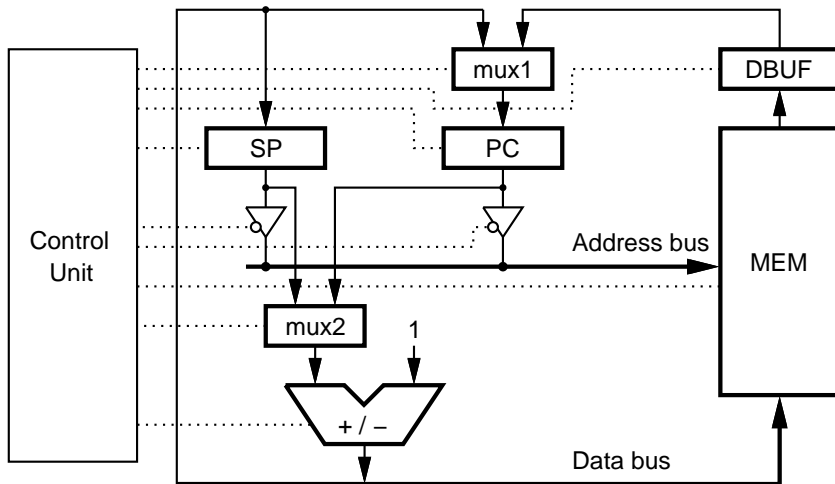 mux1
DBUF
SP
PC
Control
Unit
Address bus
MEM
mux2
1
+ / −
Data bus